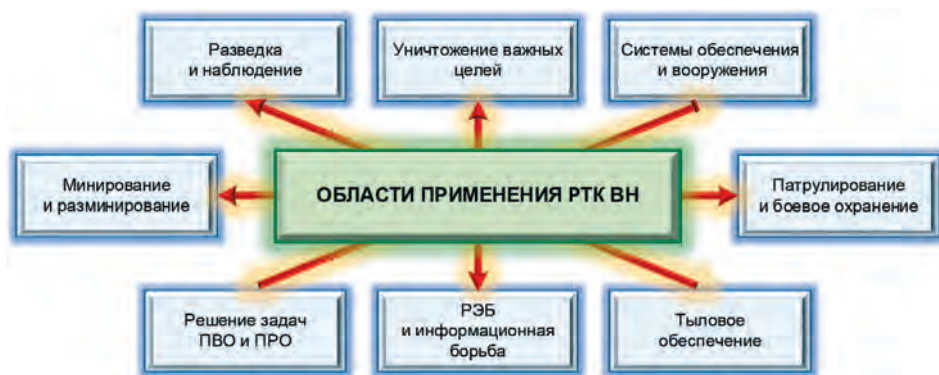 Разведка
и наблюдение
Уничтожение важных
целей
Системы обеспечения
и вооружения
Минирование
и разминирование
ОБЛАСТИ ПРИМЕНЕНИЯ РТК ВН
Патрулирование
и боевое охранение
Решение задач
ПВО и ПРО
РЭБ
и информационная
борьба
Тыловое
обеспечение